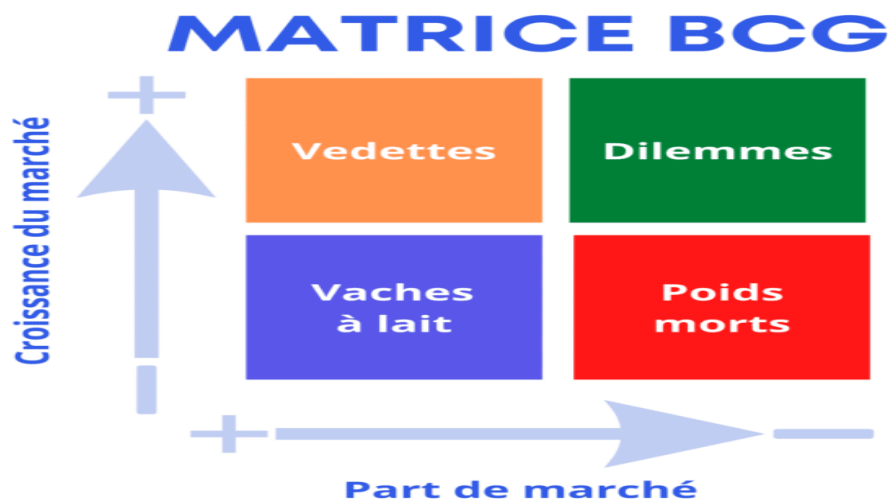 MATRICE BCG
Croissance du marché
Vedettes
Dilemmes
Vaches
à lait
Poids
morts
Part de marché